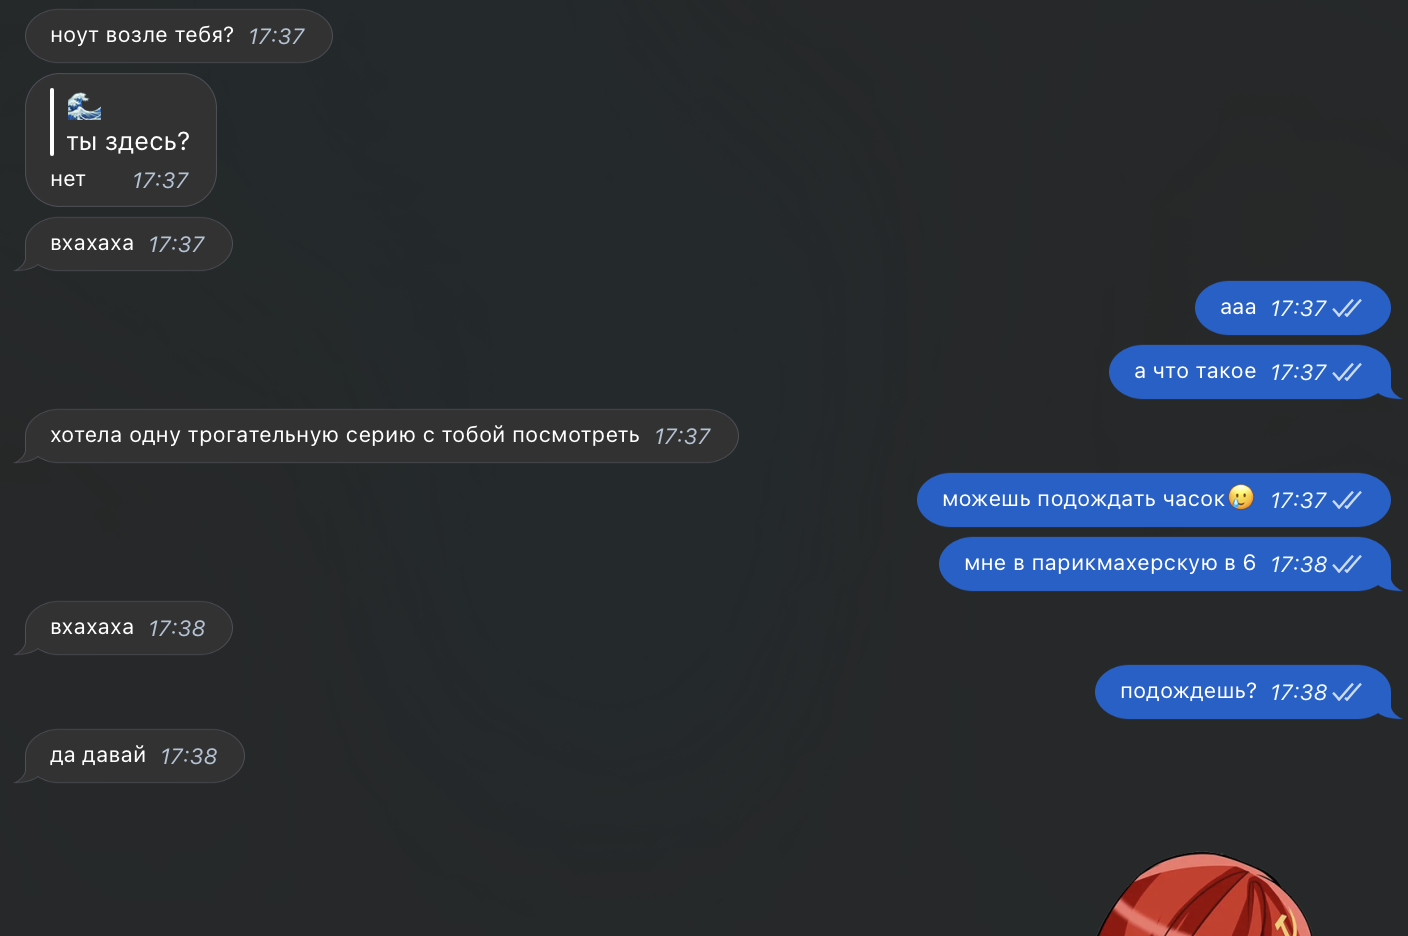 ноут возле тебя? 17:37
🌊
ты здесь?
нет 17:37
вхахаха 17:37
ааа 17:37
а что такое 17:37
хотела одну трогательную серию с тобой посмотреть 17:37
можешь подождать часок🥲 17:37
мне в парикмахерскую в 6 17:38
вхахаха 17:38
подождешь? 17:38
да давай 17:38